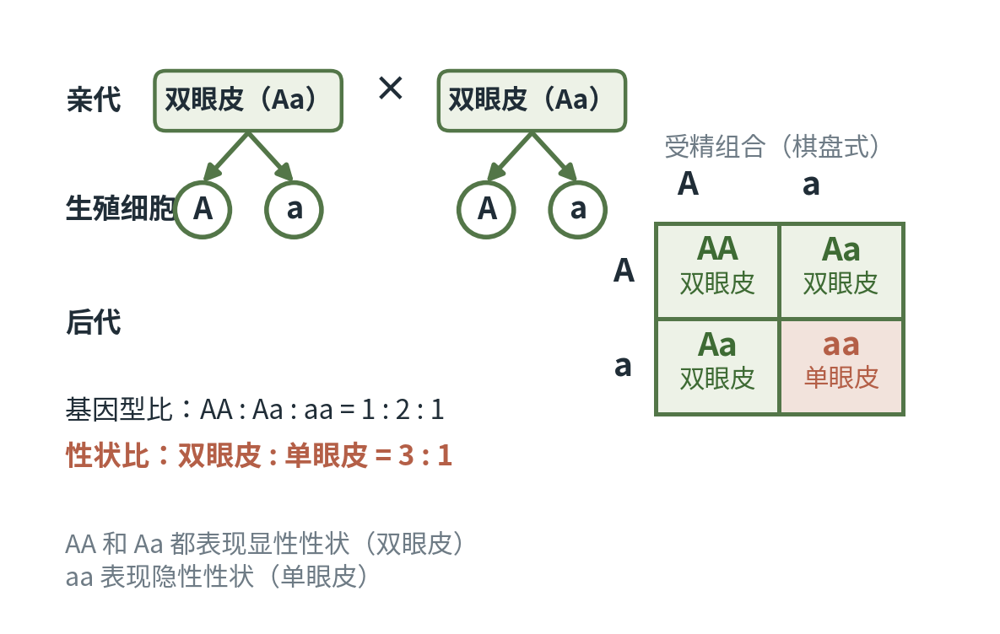 亲代
双眼皮（Aa）
×
双眼皮（Aa）
生殖细胞
A
a
A
a
受精组合（棋盘式）
A a
A
AA
双眼皮
Aa
双眼皮
a
Aa
双眼皮
aa
单眼皮
后代
基因型比：AA : Aa : aa = 1 : 2 : 1
性状比：双眼皮 : 单眼皮 = 3 : 1
AA 和 Aa 都表现显性性状（双眼皮）
aa 表现隐性性状（单眼皮）